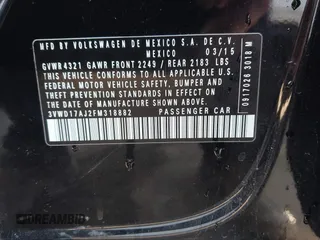 MFD BY VOLKSWAGEN DE MEXICO S.A. DE C.V.
MEXICO 03/15
GVWR4321 GAWR FRONT 2249 / REAR 2183 LBS
THIS VEHICLE CONFORMS TO ALL APPLICABLE U.S.
FEDERAL MOTOR VEHICLE SAFETY, BUMPER, AND
THEFT PREVENTION STANDARDS IN EFFECT ON THE
DATE OF MANUFACTURE SHOWN ABOVE.
3VWD17AJ2FM318882 PASSENGER CAR
0917026 3018 M
DREAMBID